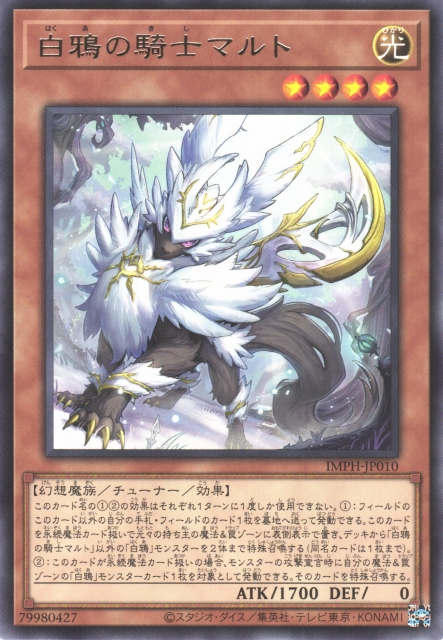 白鴉の騎士マルト
光
IMPH-JP010
【幻想魔族／チューナー／効果】
このカード名の①②の効果はそれぞれ1ターンに1度しか使用できない。①：フィールドの
このカード以外の自分の手札・フィールドのカード1枚を墓地へ送って発動できる。このカード
を永続魔法カード扱いで元々の持ち主の魔法&罠ゾーンに表側表示で置き、デッキから「白鴉
の騎士マルト」以外の「白鴉」モンスターを2体まで特殊召喚する（同名カードは1枚まで）。
②：このカードが永続魔法カード扱いの場合、モンスターの攻撃宣言時に自分の魔法&罠
ゾーンの「白鴉」モンスターカード1枚を対象として発動できる。そのカードを特殊召喚する。
ATK/1700 DEF/ 0
79980427
©スタジオ・ダイス／集英社・テレビ東京・KONAMI